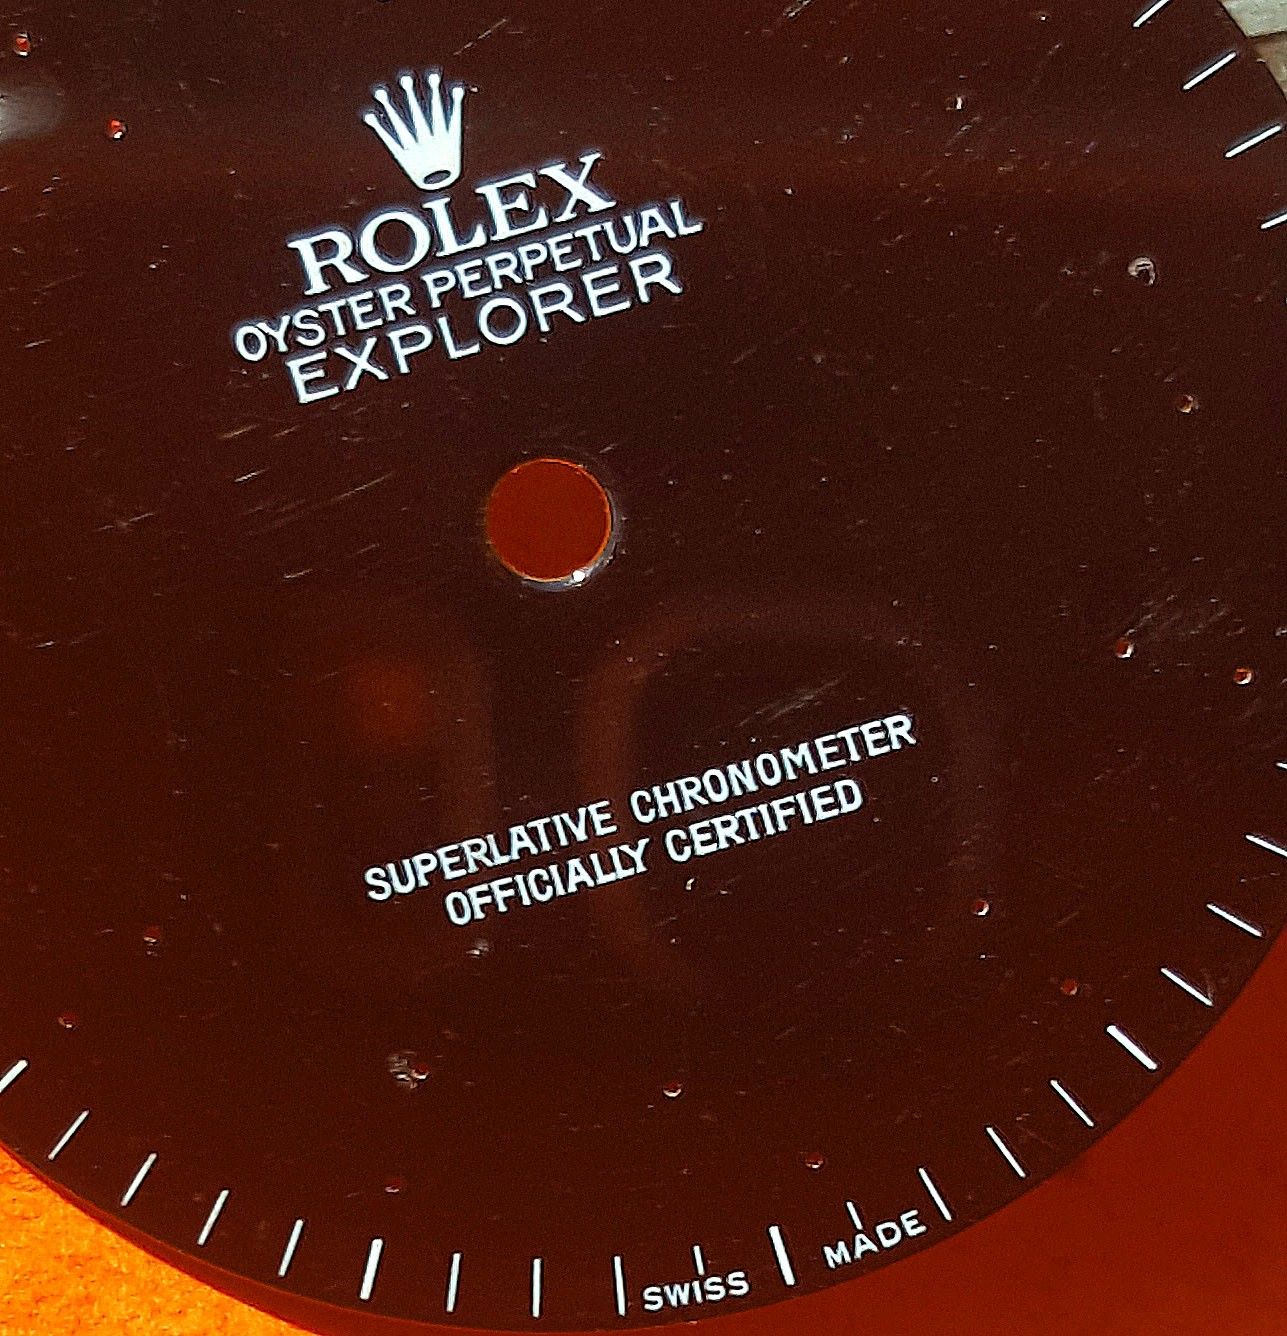 ROLEX
OYSTER PERPETUAL
EXPLORER
SUPERLATIVE CHRONOMETER
OFFICIALLY CERTIFIED
SWISS MADE